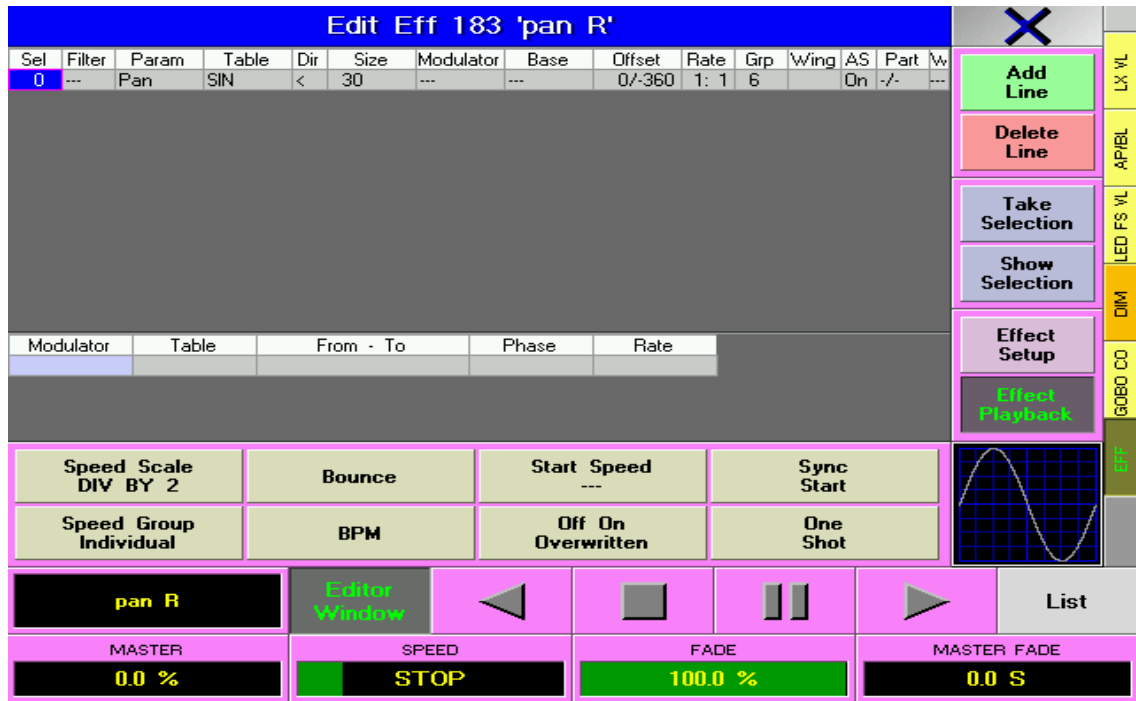 Edit Eff 183 'pan R'
Sel Filter Param Table Dir Size Modulator Base Offset Rate Grp Wing AS Part W
0 --- Pan SIN < 30 --- --- 0/-360 1: 1 6 On -/- ---
Add
Line
Delete
Line
Take
Selection
Show
Selection
Effect
Setup
Effect
Playback
LX VL
AP/BL
LED FS VL
DIM
GOBO CO
EFF
Modulator Table From - To Phase Rate
Speed Scale
DIV BY 2
Bounce
Start Speed
---
Sync
Start
Speed Group
Individual
BPM
Off On
Overwritten
One
Shot
pan R
Editor
Window
List
MASTER SPEED FADE MASTER FADE
0.0 % STOP 100.0 % 0.0 S